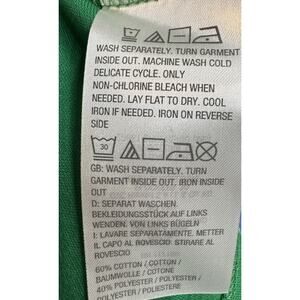 WASH SEPARATELY. TURN GARMENT
INSIDE OUT. MACHINE WASH COLD
DELICATE CYCLE. ONLY
NON-CHLORINE BLEACH WHEN
NEEDED. LAY FLAT TO DRY. COOL
IRON IF NEEDED. IRON ON REVERSE
SIDE
30
GB: WASH SEPARATELY. TURN
GARMENT INSIDE OUT. IRON INSIDE
OUT
D: SEPARAT WASCHEN.
BEKLEIDUNGSSTÜCK AUF LINKS
WENDEN. VON LINKS BÜGELN
I: LAVARE SEPARATAMENTE. METTER
IL CAPO AL ROVESCIO. STIRARE AL
ROVESCIO
60% COTTON / COTTON /
BAUMWOLLE / COTONE
40% POLYESTER / POLYESTER /
POLYESTER / POLIESTERE